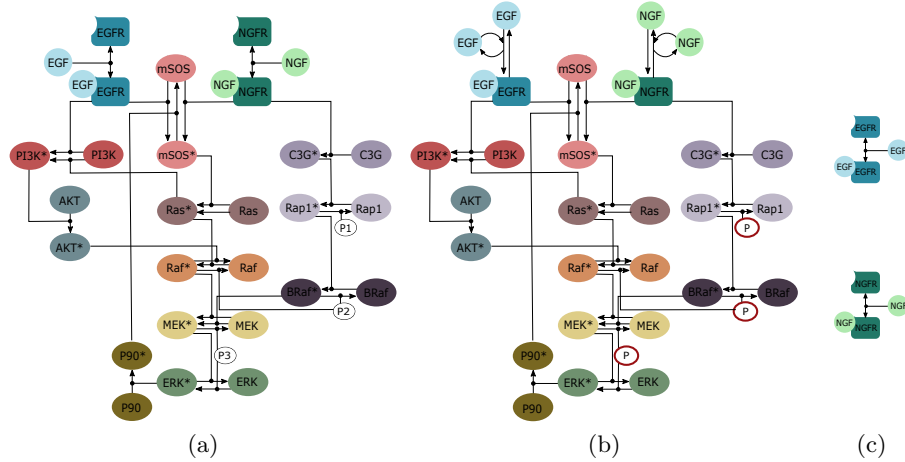 EGFR
NGFR
EGF
NGF
mSOS
EGF
EGFR
NGF
NGFR
PI3K*
PI3K
mSOS*
C3G*
C3G
AKT
Ras*
Ras
Rap1*
Rap1
P1
AKT*
Raf*
Raf
BRaf*
BRaf
P2
MEK*
MEK
P3
P90*
ERK*
ERK
P90
(a)
EGF
NGF
EGF
NGF
mSOS
EGF
EGFR
NGF
NGFR
PI3K*
PI3K
mSOS*
C3G*
C3G
AKT
Ras*
Ras
Rap1*
Rap1
P
AKT*
Raf*
Raf
BRaf*
BRaf
P
MEK*
MEK
P
P90*
ERK*
ERK
P90
(b)
EGFR
EGF
EGF
EGFR
NGFR
NGF
NGF
NGFR
(c)